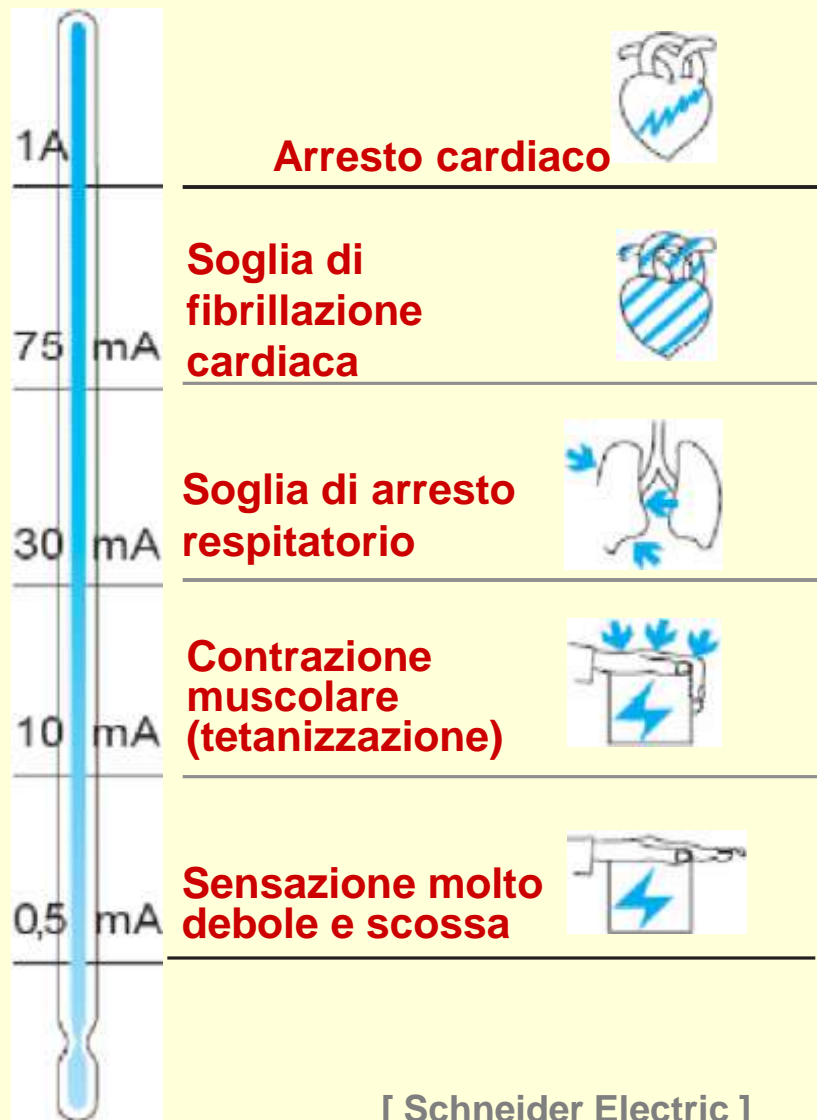 1A
Arresto cardiaco
Soglia di
fibrillazione
75 mA
cardiaca
Soglia di arresto
30 mA respitatorio
Contrazione
muscolare
10 mA
(tetanizzazione)
Sensazione molto
0,5 mA
debole e scossa
[ Schneider Electric ]